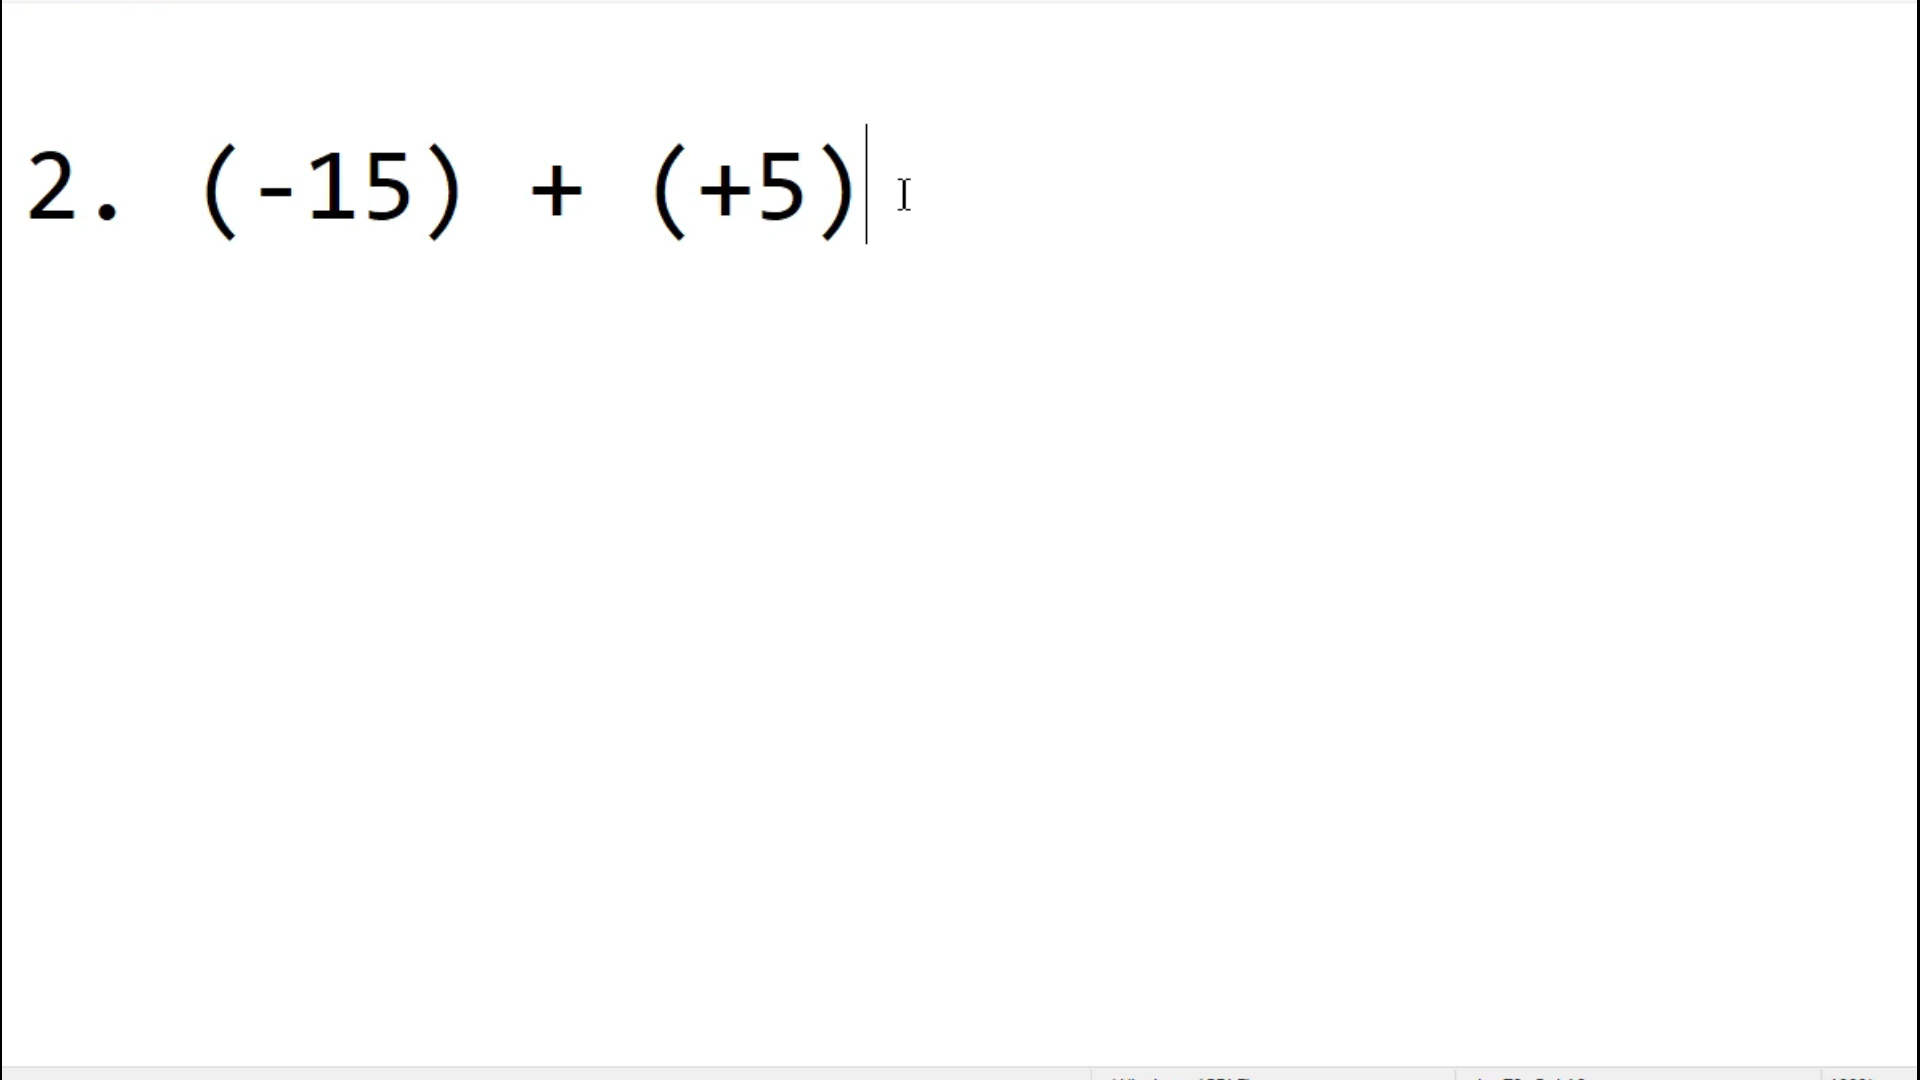 2. (-15) + (+5)